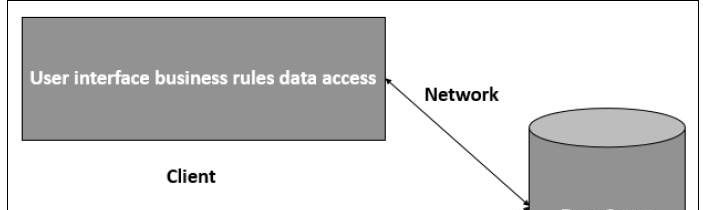 User interface business rules data access
Network
Client